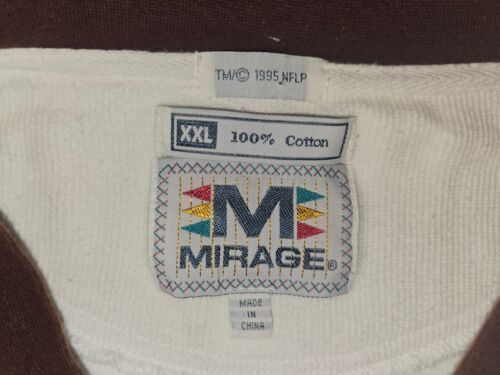 TM/© 1995 NFLP
XXL 100% Cotton
M
MIRAGE®
MADE
IN
CHINA